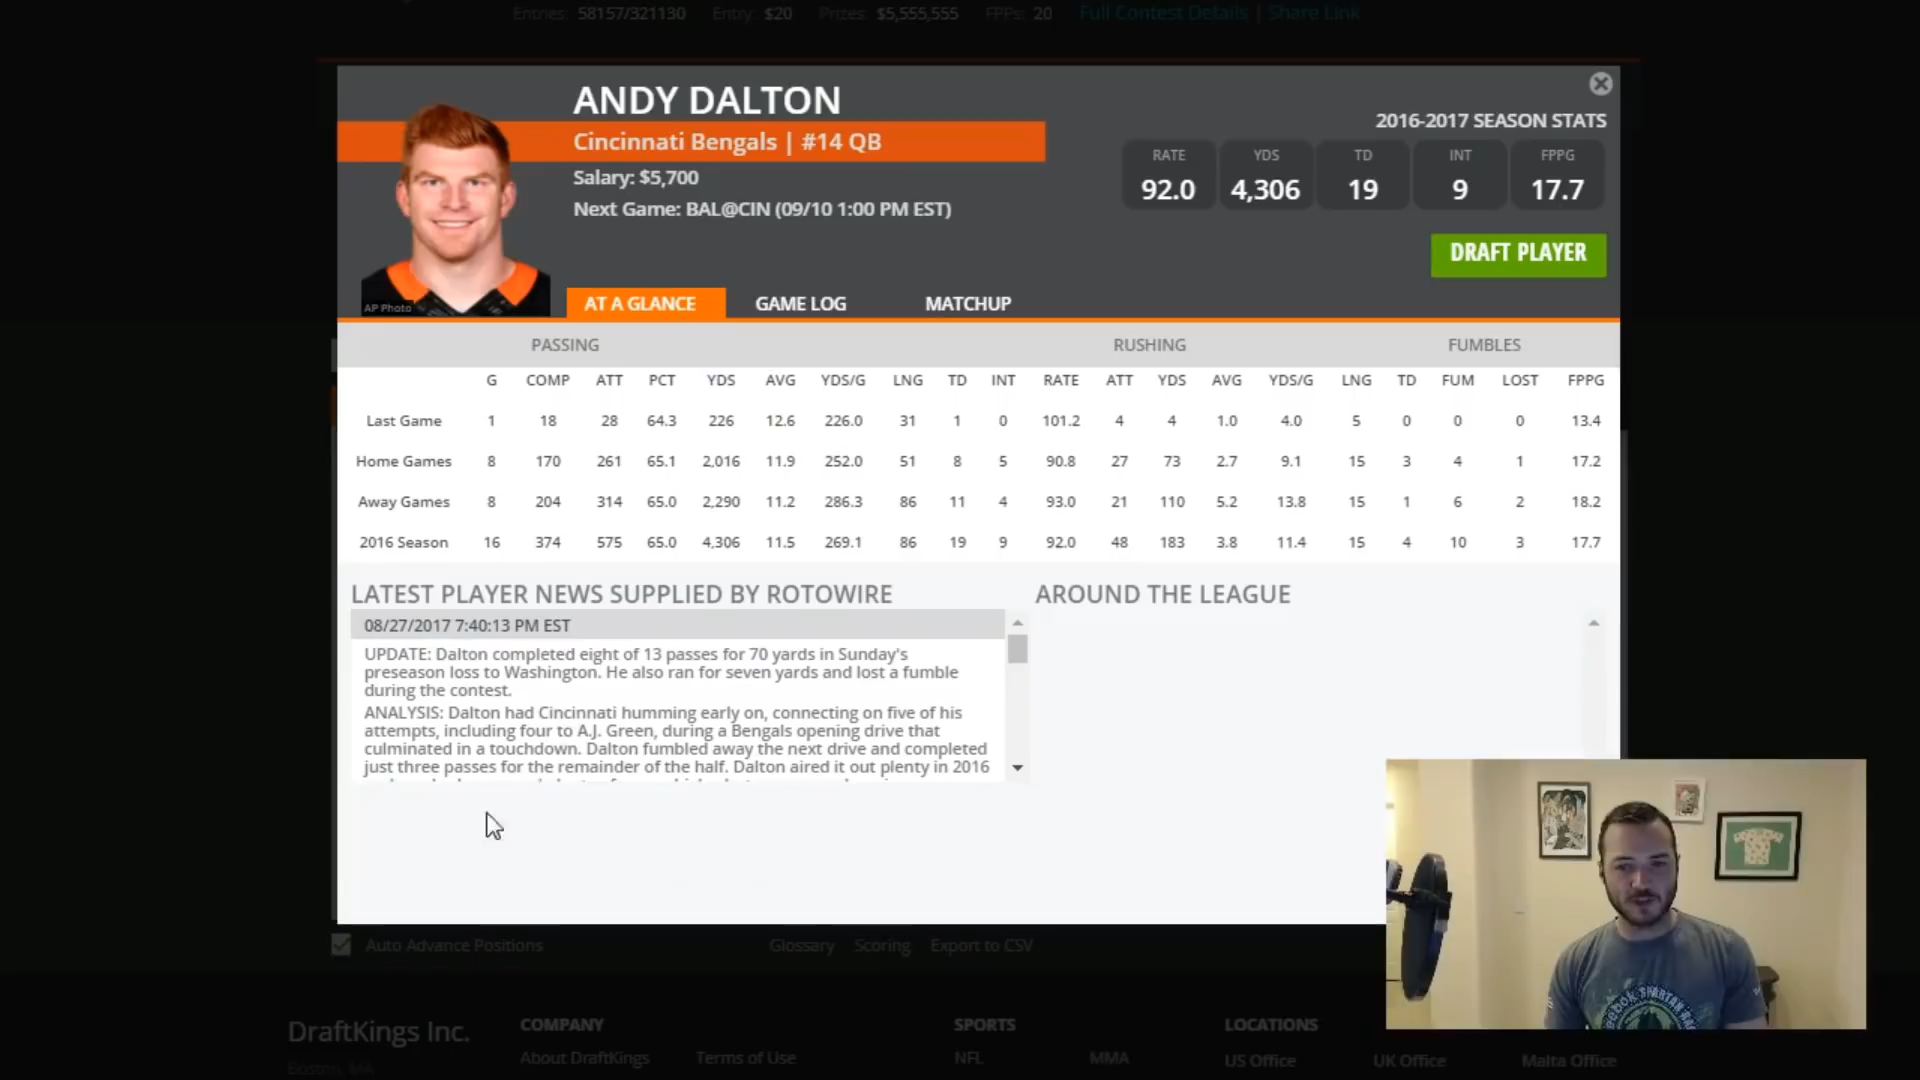 Entries: 58157/321130 Entry: $20 Prizes: $5,555,555 FPPs: 20 Full Contest Details | Share Link
ANDY DALTON
Cincinnati Bengals | #14 QB
Salary: $5,700
Next Game: BAL@CIN (09/10 1:00 PM EST)
2016-2017 SEASON STATS
RATE YDS TD INT FPPG
92.0 4,306 19 9 17.7
DRAFT PLAYER
AP Photo
AT A GLANCE GAME LOG MATCHUP
PASSING RUSHING FUMBLES
G COMP ATT PCT YDS AVG YDS/G LNG TD INT RATE ATT YDS AVG YDS/G LNG TD FUM LOST FPPG
Last Game 1 18 28 64.3 226 12.6 226.0 31 1 0 101.2 4 4 1.0 4.0 5 0 0 0 13.4
Home Games 8 170 261 65.1 2,016 11.9 252.0 51 8 5 90.8 27 73 2.7 9.1 15 3 4 1 17.2
Away Games 8 204 314 65.0 2,290 11.2 286.3 86 11 4 93.0 21 110 5.2 13.8 15 1 6 2 18.2
2016 Season 16 374 575 65.0 4,306 11.5 269.1 86 19 9 92.0 48 183 3.8 11.4 15 4 10 3 17.7
LATEST PLAYER NEWS SUPPLIED BY ROTOWIRE
08/27/2017 7:40:13 PM EST
UPDATE: Dalton completed eight of 13 passes for 70 yards in Sunday's
preseason loss to Washington. He also ran for seven yards and lost a fumble
during the contest.
ANALYSIS: Dalton had Cincinnati humming early on, connecting on five of his
attempts, including four to A.J. Green, during a Bengals opening drive that
culminated in a touchdown. Dalton fumbled away the next drive and completed
just three passes for the remainder of the half. Dalton aired it out plenty in 2016
AROUND THE LEAGUE
Auto Advance Positions
Glossary Scoring Export to CSV
DraftKings Inc.
Boston, MA
COMPANY
About DraftKings Terms of Use
SPORTS
NFL MMA
LOCATIONS
US Office UK Office Malta Office
SPARTAN